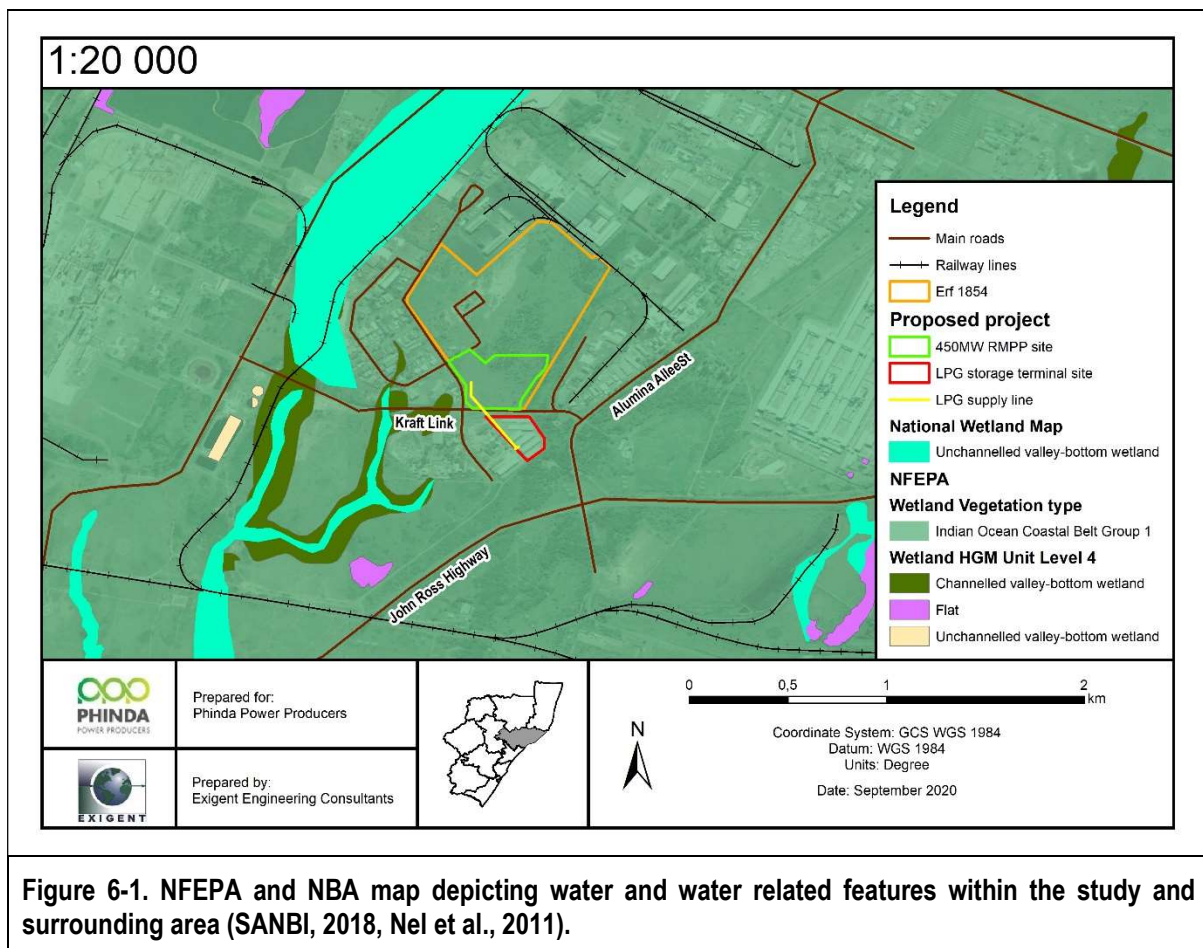 1:20 000
Kraft Link
Alumina AlleeSt
John Ross Highway
Legend
Main roads
Railway lines
Erf 1854
Proposed project
450MW RMPP site
LPG storage terminal site
LPG supply line
National Wetland Map
Unchannelled valley-bottom wetland
NFEPA
Wetland Vegetation type
Indian Ocean Coastal Belt Group 1
Wetland HGM Unit Level 4
Channelled valley-bottom wetland
Flat
Unchannelled valley-bottom wetland
PHINDA
POWER PRODUCERS
Prepared for:
Phinda Power Producers
EXIGENT
Prepared by:
Exigent Engineering Consultants
N
0 0,5 1 2
km
Coordinate System: GCS WGS 1984
Datum: WGS 1984
Units: Degree
Date: September 2020
Figure 6-1. NFEPA and NBA map depicting water and water related features within the study and
surrounding area (SANBI, 2018, Nel et al., 2011).